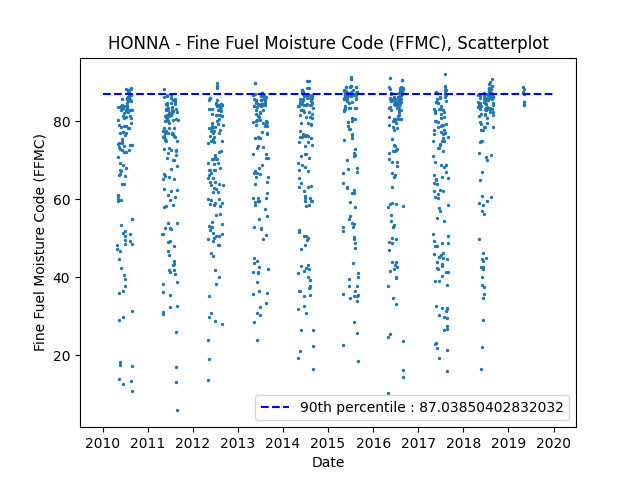 HONNA - Fine Fuel Moisture Code (FFMC), Scatterplot
Fine Fuel Moisture Code (FFMC)
80
60
40
20
90th percentile : 87.03850402832032
2010 2011 2012 2013 2014 2015 2016 2017 2018 2019 2020
Date